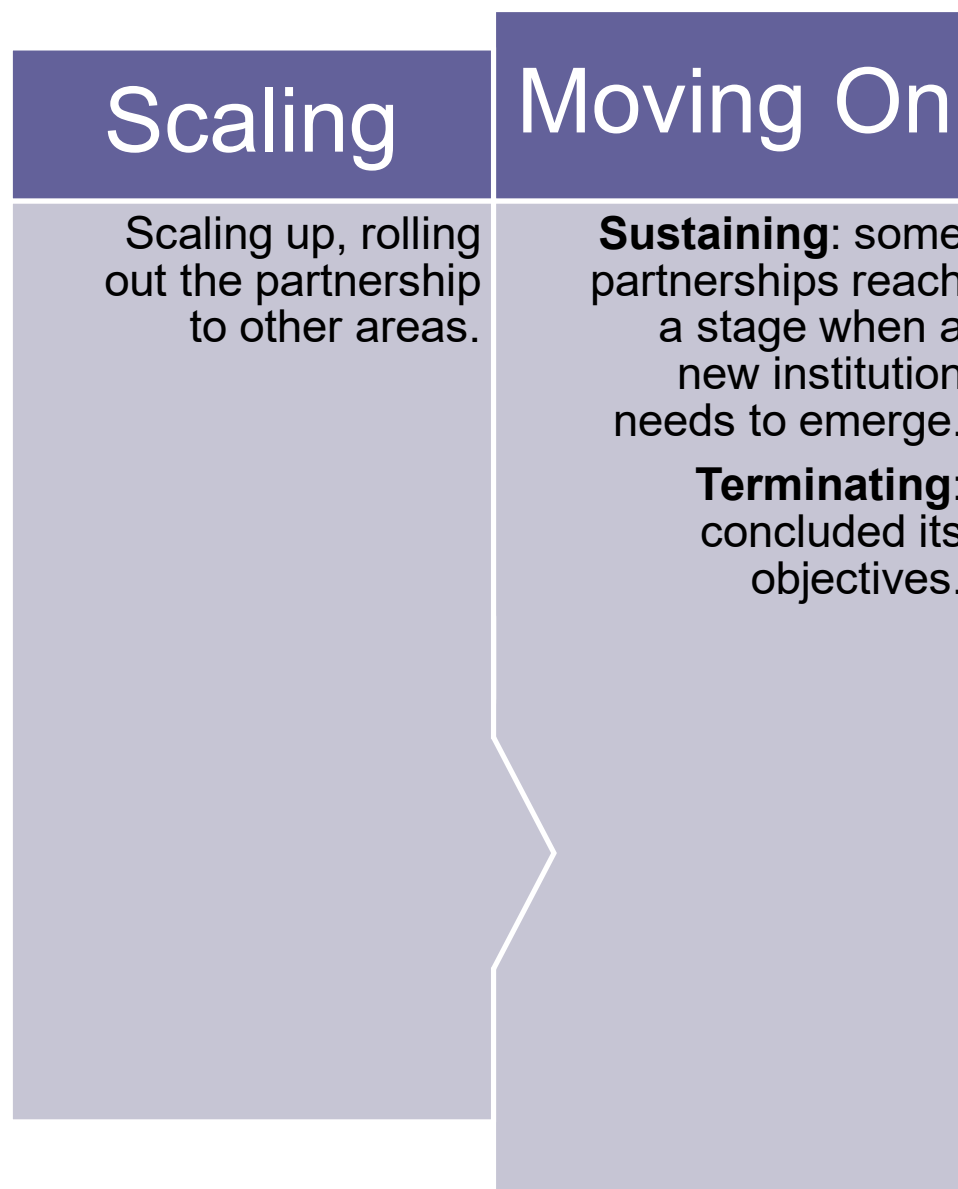 Scaling
Scaling up, rolling
out the partnership
to other areas.
Moving On
Sustaining: some
partnerships reach
a stage when a
new institution
needs to emerge.
Terminating:
concluded its
objectives.